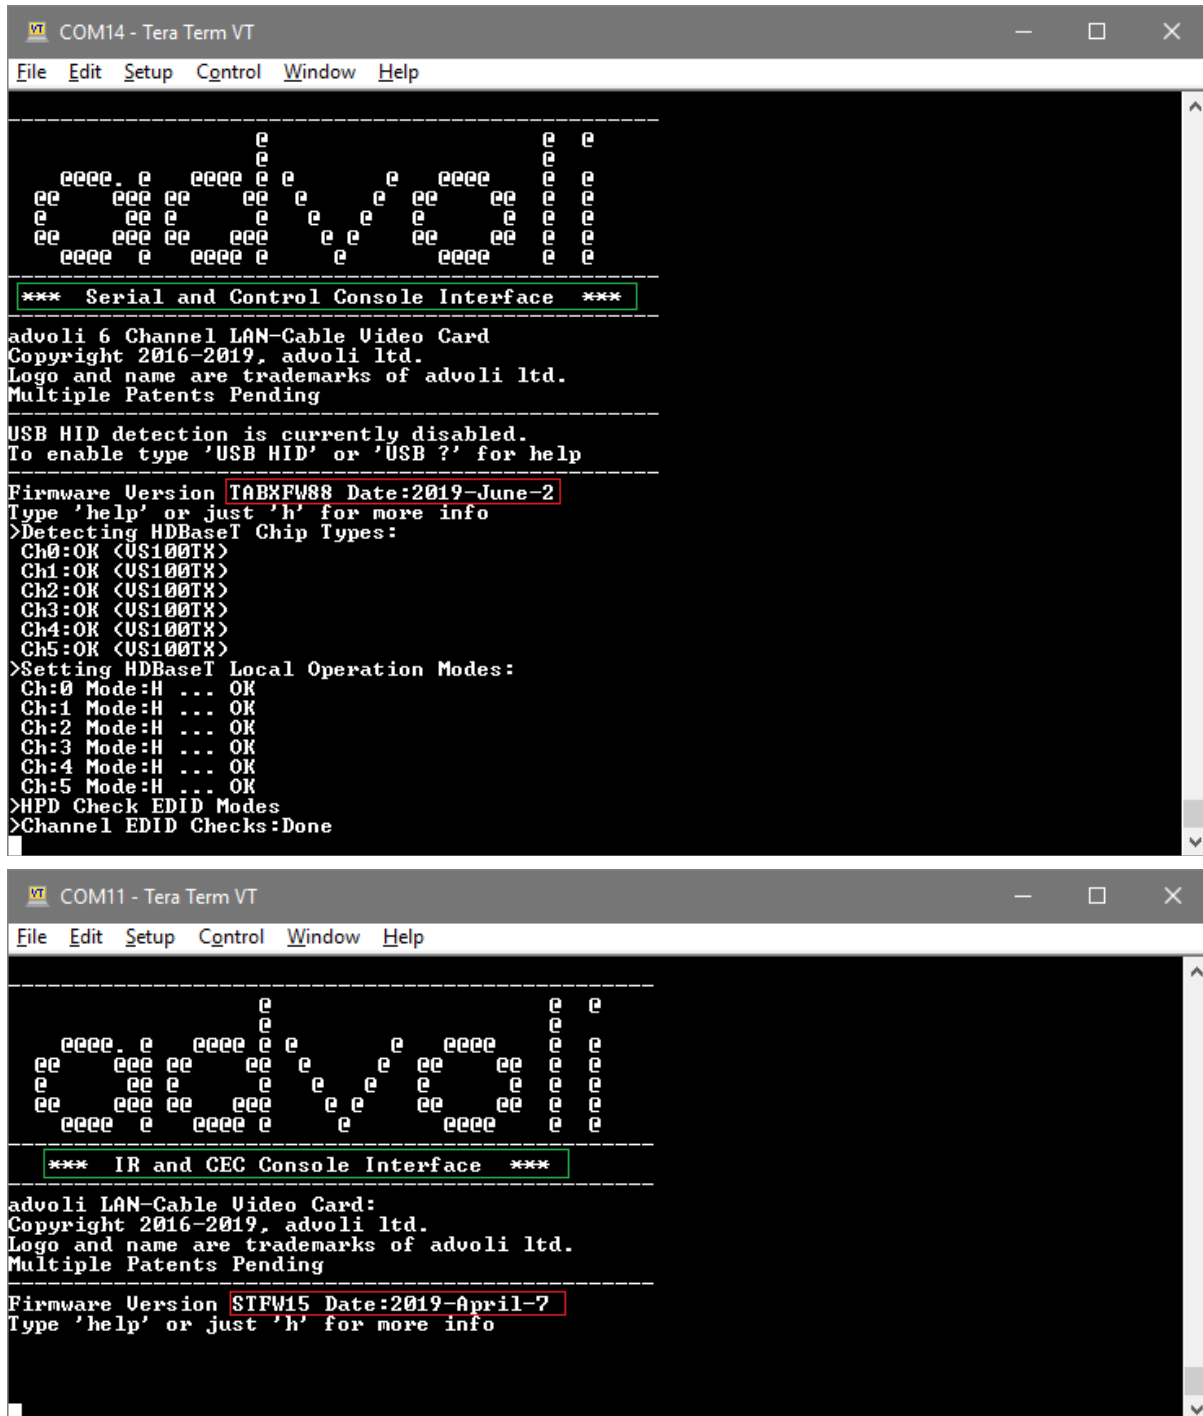 COM14 - Tera Term VT
File Edit Setup Control Window Help
advoli
*** Serial and Control Console Interface ***
advoli 6 Channel LAN-Cable Video Card
Copyright 2016-2019, advoli ltd.
Logo and name are trademarks of advoli ltd.
Multiple Patents Pending
USB HID detection is currently disabled.
To enable type 'USB HID' or 'USB ?' for help
Firmware Version TABXFW88 Date:2019-June-2
Type 'help' or just 'h' for more info
>Detecting HDBaseT Chip Types:
Ch0:OK (VS100TX)
Ch1:OK (VS100TX)
Ch2:OK (VS100TX)
Ch3:OK (VS100TX)
Ch4:OK (VS100TX)
Ch5:OK (VS100TX)
>Setting HDBaseT Local Operation Modes:
Ch:0 Mode:H ... OK
Ch:1 Mode:H ... OK
Ch:2 Mode:H ... OK
Ch:3 Mode:H ... OK
Ch:4 Mode:H ... OK
Ch:5 Mode:H ... OK
>HPD Check EDID Modes
>Channel EDID Checks:Done
COM11 - Tera Term VT
File Edit Setup Control Window Help
advoli
*** IR and CEC Console Interface ***
advoli LAN-Cable Video Card:
Copyright 2016-2019, advoli ltd.
Logo and name are trademarks of advoli ltd.
Multiple Patents Pending
Firmware Version STFW15 Date:2019-April-7
Type 'help' or just 'h' for more info